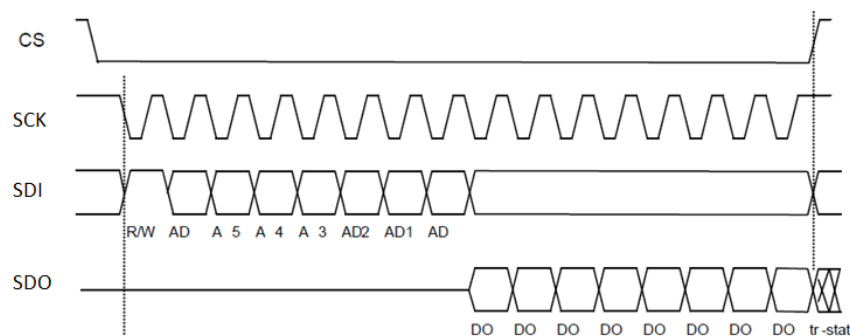 CS
SCK
SDI
R/W AD A 5 A 4 A 3 AD2 AD1 AD
SDO
DO DO DO DO DO DO DO DO tr-stat